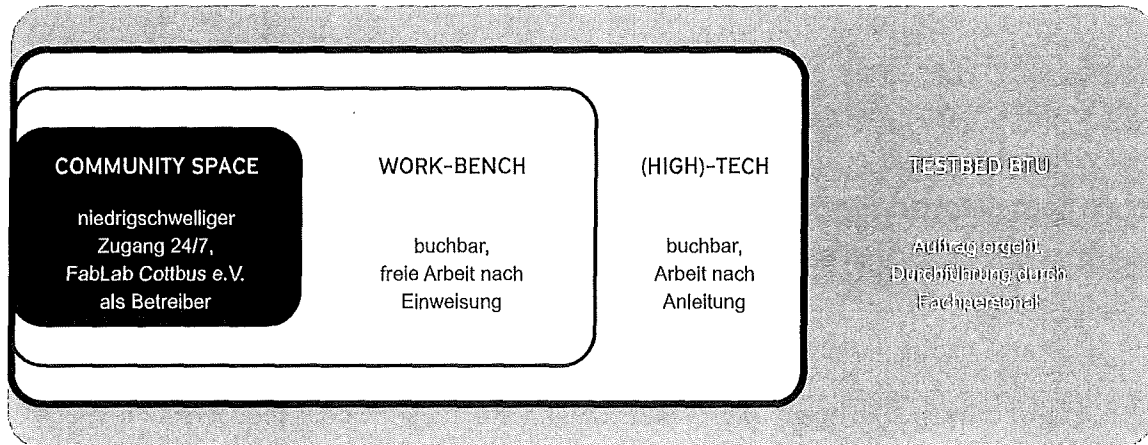 COMMUNITY SPACE
niedrigschwelliger
Zugang 24/7,
FabLab Cottbus e.V.
als Betreiber
WORK-BENCH
buchbar,
freie Arbeit nach
Einweisung
(HIGH)-TECH
buchbar,
Arbeit nach
Anleitung
TESTBED BTU
Auftrag ergeht,
Durchführung durch
Fachpersonal